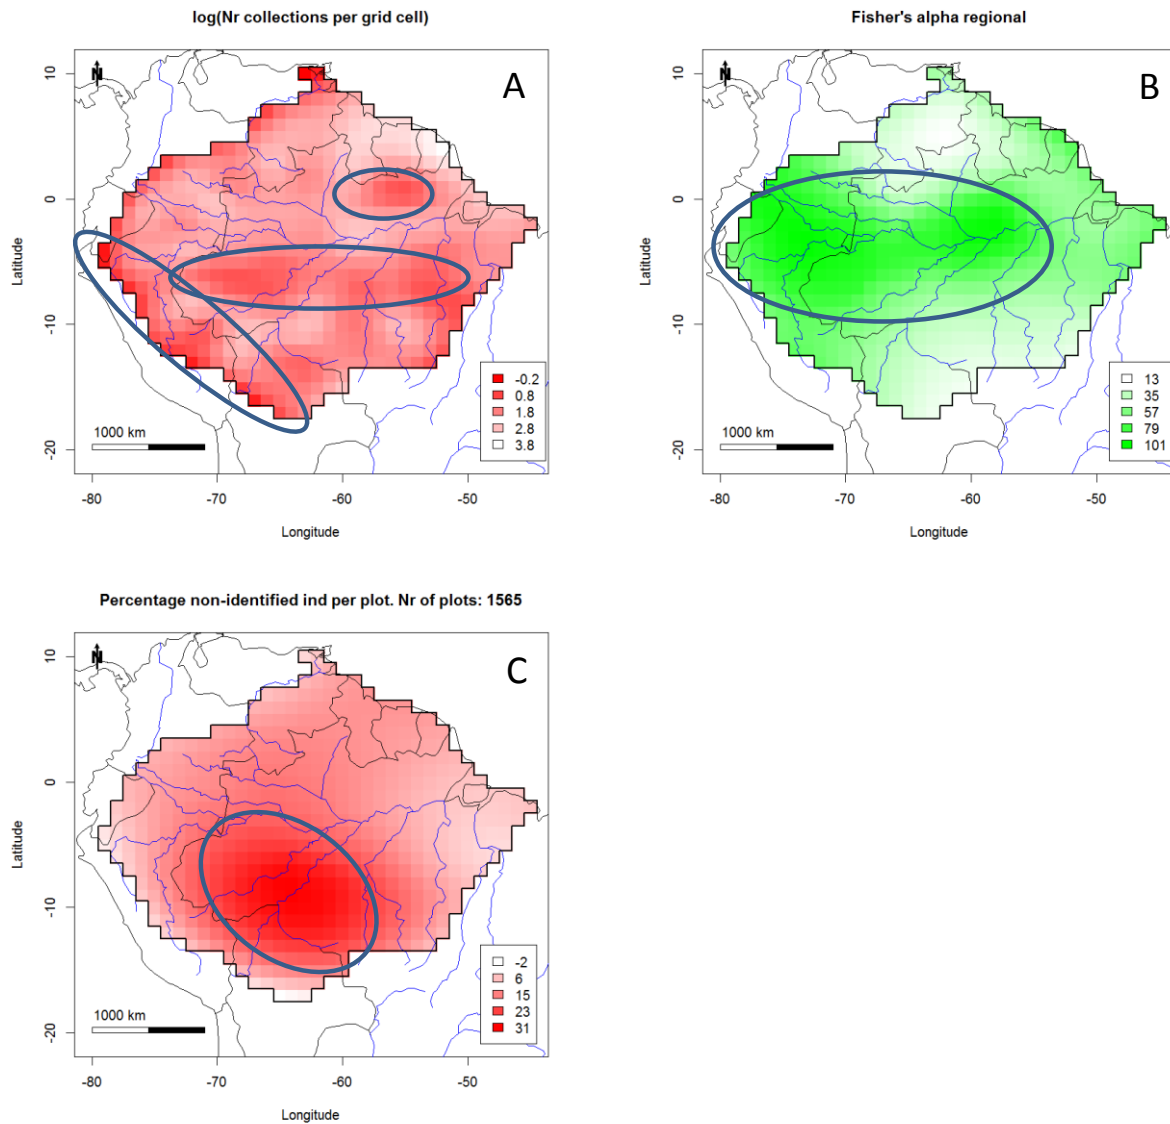 log(Nr collections per grid cell)
A
N
10
0
-10
-20
Latitude
1000 km
-0.2
0.8
1.8
2.8
3.8
-80
-70
-60
-50
Longitude
Fisher's alpha regional
B
N
10
0
-10
-20
Latitude
1000 km
13
35
57
79
101
-80
-70
-60
-50
Longitude
Percentage non-identified ind per plot. Nr of plots: 1565
C
N
10
0
-10
-20
Latitude
1000 km
-2
6
15
23
31
-80
-70
-60
-50
Longitude